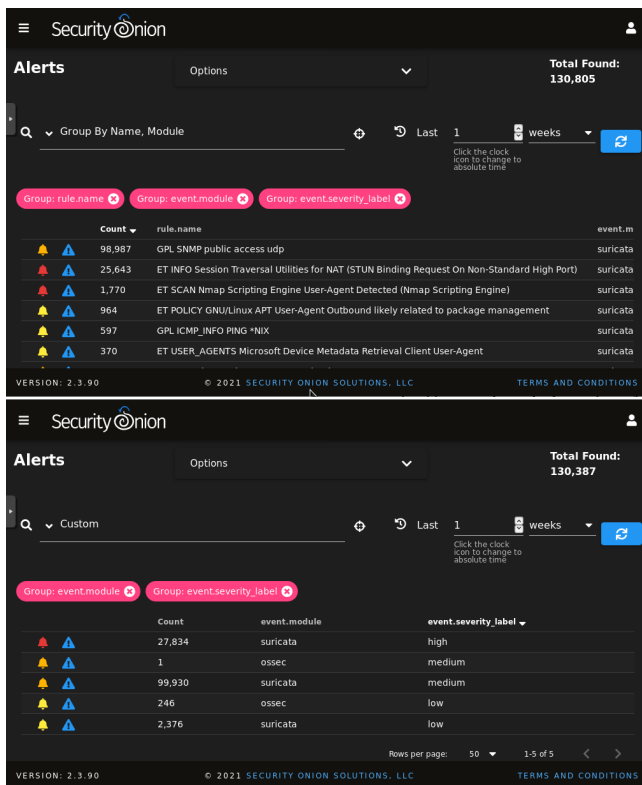 Security Onion
Alerts
Options
Total Found:
130,805
Group By Name, Module
Last 1 weeks
Click the clock
icon to change to
absolute time
Group: rule.name Group: event.module Group: event.severity_label
Count rule.name event.m
98,987 GPL SNMP public access udp suricata
25,643 ET INFO Session Traversal Utilities for NAT (STUN Binding Request On Non-Standard High Port) suricata
1,770 ET SCAN Nmap Scripting Engine User-Agent Detected (Nmap Scripting Engine) suricata
964 ET POLICY GNU/Linux APT User-Agent Outbound likely related to package management suricata
597 GPL ICMP_INFO PING *NIX suricata
370 ET USER_AGENTS Microsoft Device Metadata Retrieval Client User-Agent suricata
VERSION: 2.3.90 © 2021 SECURITY ONION SOLUTIONS, LLC TERMS AND CONDITIONS
Security Onion
Alerts
Options
Total Found:
130,387
Custom
Last 1 weeks
Click the clock
icon to change to
absolute time
Group: event.module Group: event.severity_label
Count event.module event.severity_label
27,834 suricata high
1 ossec medium
99,930 suricata medium
246 ossec low
2,376 suricata low
Rows per page: 50 1-5 of 5
VERSION: 2.3.90 © 2021 SECURITY ONION SOLUTIONS, LLC TERMS AND CONDITIONS